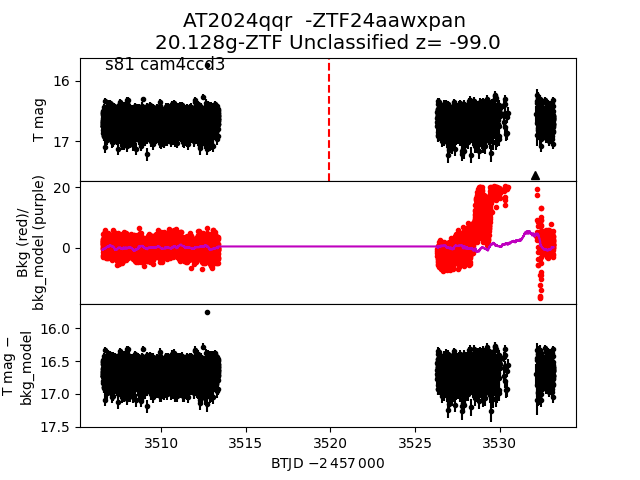 AT2024qqr  -ZTF24aawxpan
20.128g-ZTF Unclassified z= -99.0
s81 cam4ccd3
16
17
T mag
20
0
Bkg (red)/
bkg_model (purple)
16.0
16.5
17.0
17.5
T mag −
bkg_model
3510 3515 3520 3525 3530
BTJD −2 457 000